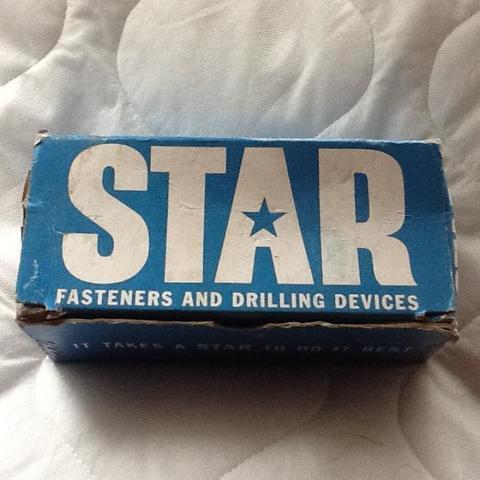 STAR
FASTENERS AND DRILLING DEVICES
IT TAKES A STAR TO DO IT BEST